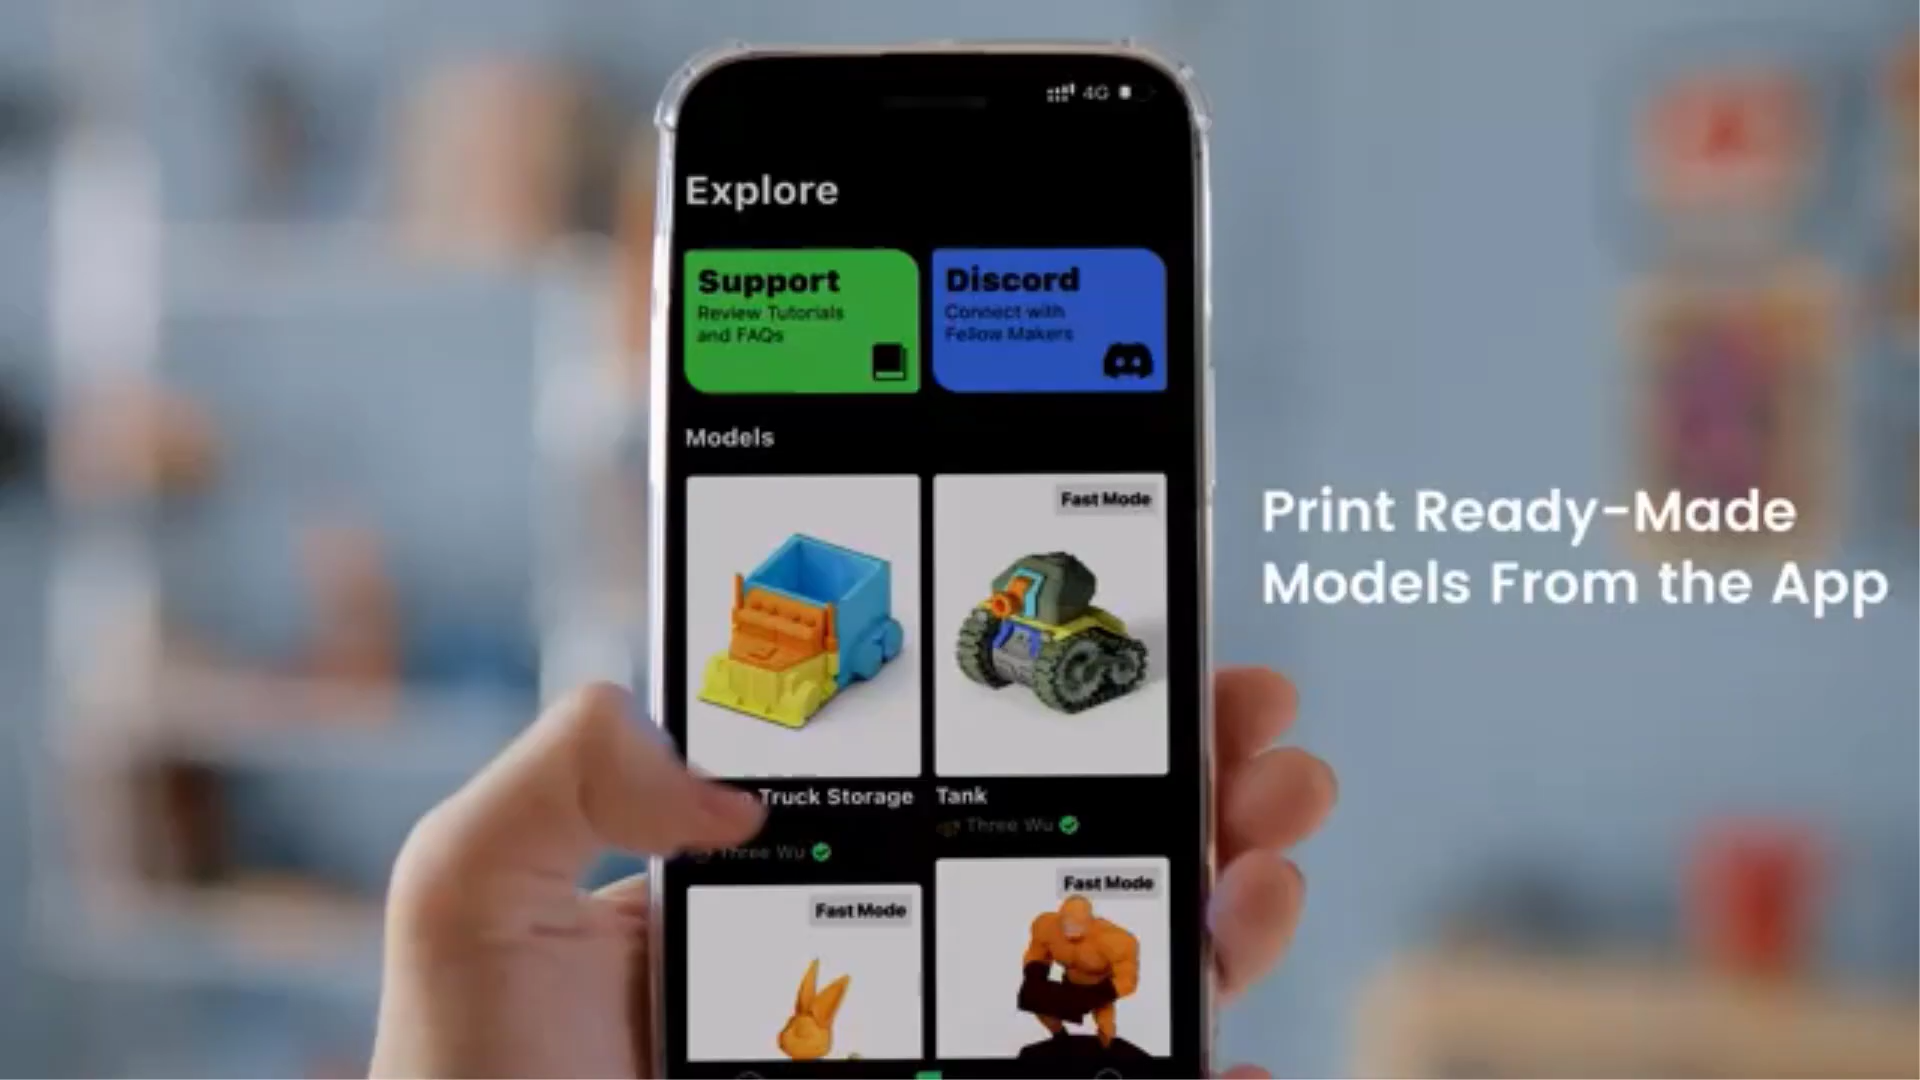 4G
Explore
Support
Review Tutorials
and FAQs
Discord
Connect with
Fellow Makers
Models
Fast Mode
Print Ready-Made
Models From the App
Truck Storage
Tank
Three Wu
Three Wu
Fast Mode
Fast Mode